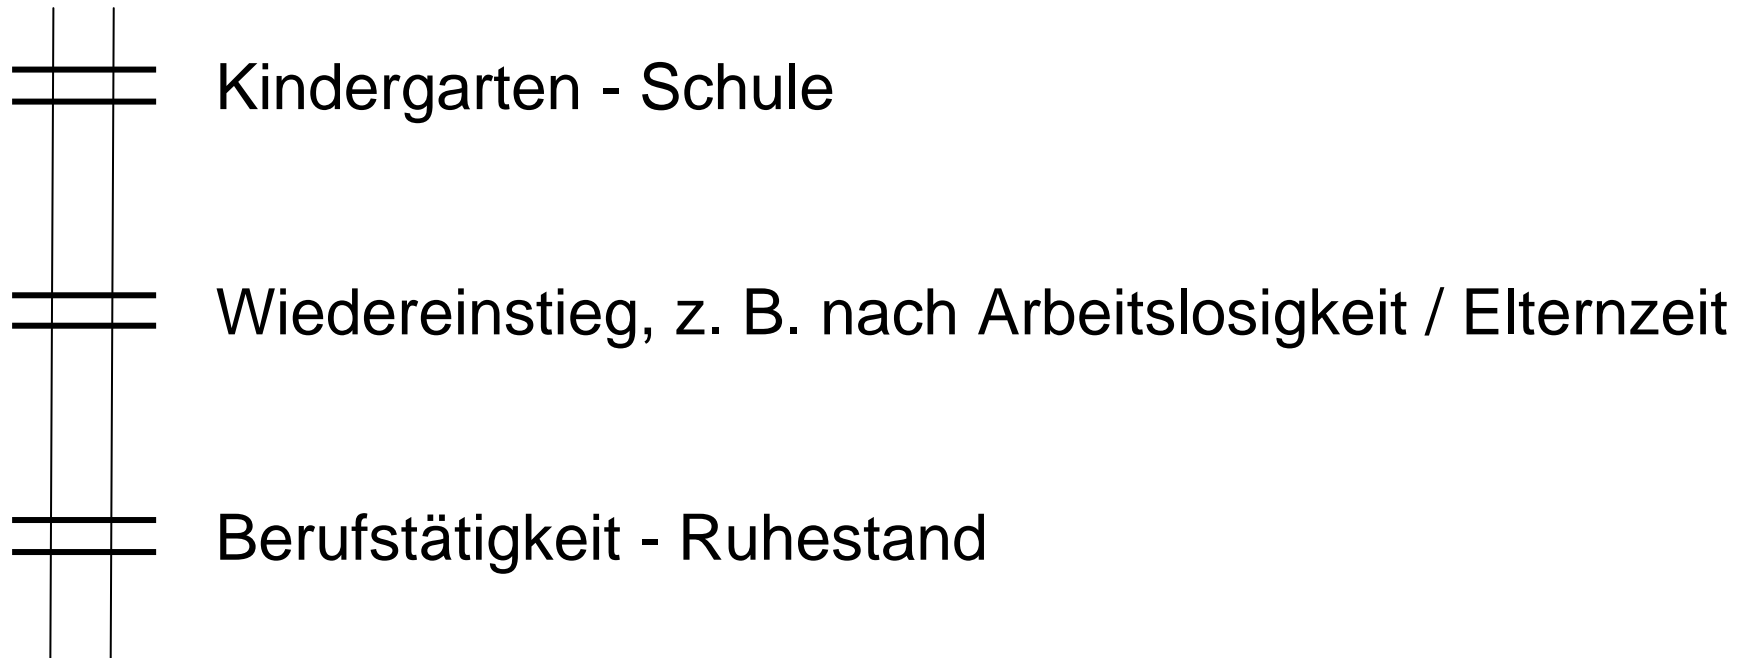 Kindergarten - Schule
Wiedereinstieg, z. B. nach Arbeitslosigkeit / Elternzeit
Berufstätigkeit - Ruhestand